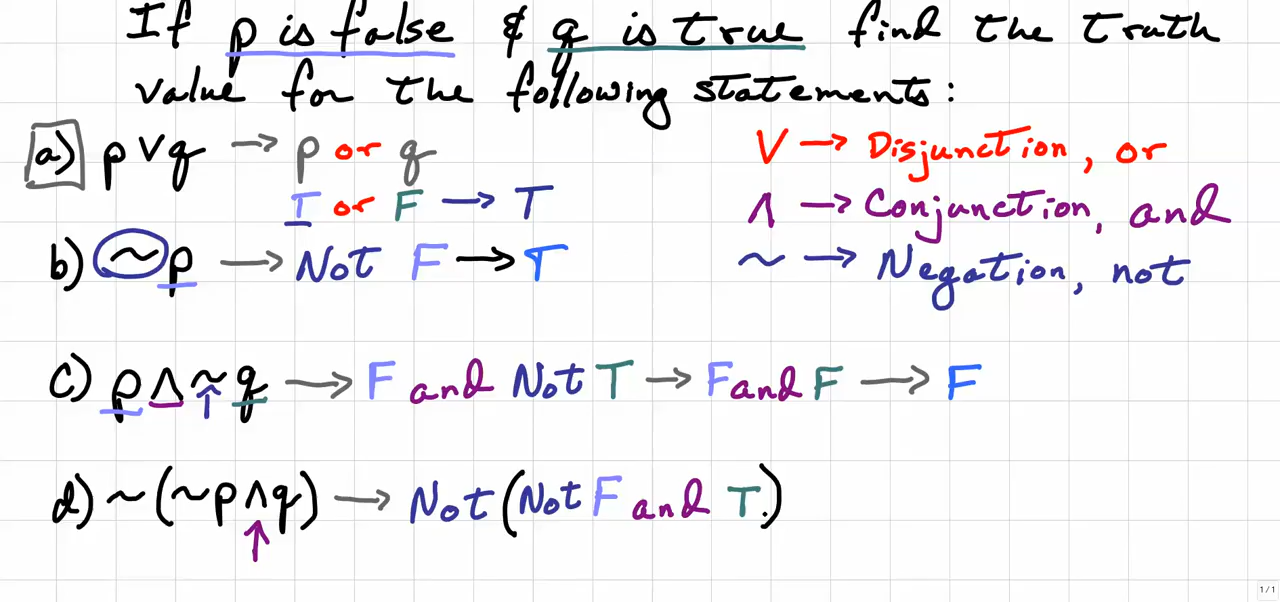 If p is false & q is true find the truth
value for the following statements:
a) p ∨ q → p or q
T or F → T
b) ~p → Not F → T
c) p ∧ ~q → F and Not T → F and F → F
d) ~(~p ∧ q) → Not (Not F and T.)
∨ → Disjunction, or
∧ → Conjunction, and
~ → Negation, not
1/1